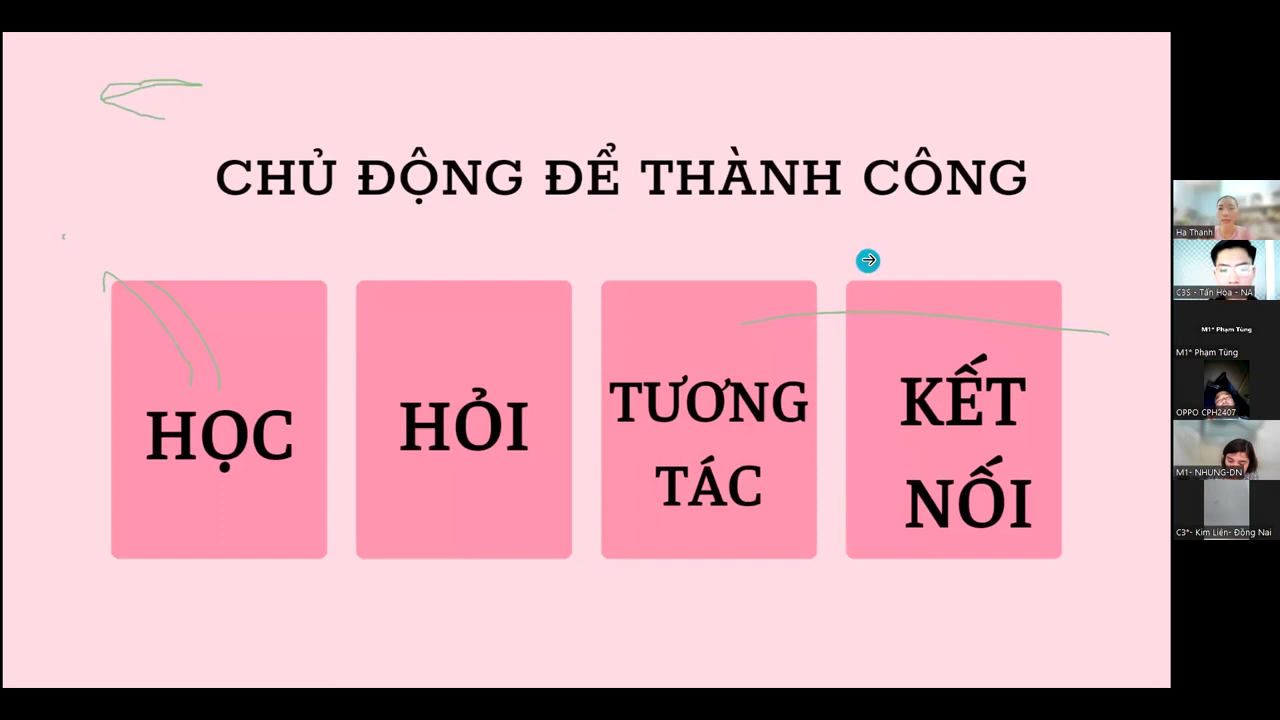 CHỦ ĐỘNG ĐỂ THÀNH CÔNG
HỌC
HỎI
TƯƠNG
TÁC
KẾT
NỐI
Hà Thanh
C3S - Tấn Hòa - NA
M1* Phạm Tùng
M1* Phạm Tùng
OPPO CPH2407
M1- NHUNG-DN
C3*- Kim Liên- Đồng Nai